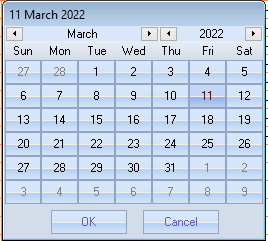 11 March 2022
March 2022
Sun Mon Tue Wed Thu Fri Sat
27 28 1 2 3 4 5
6 7 8 9 10 11 12
13 14 15 16 17 18 19
20 21 22 23 24 25 26
27 28 29 30 31 1 2
3 4 5 6 7 8 9
OK Cancel